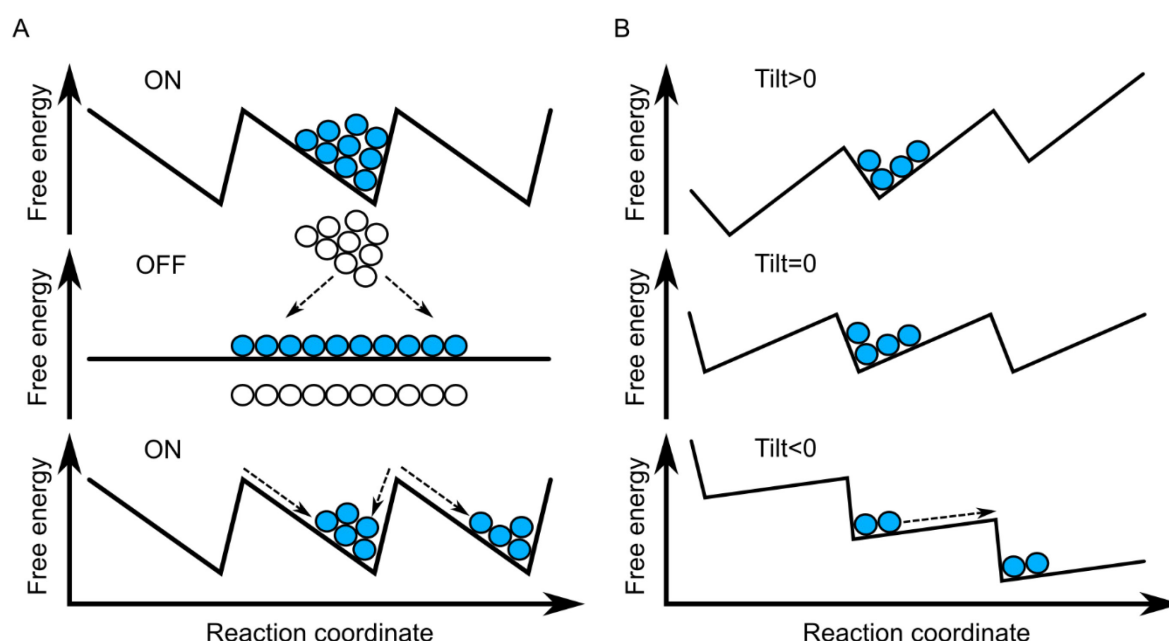 A
ON
Free energy
OFF
Free energy
ON
Free energy
Reaction coordinate
B
Tilt>0
Free energy
Tilt=0
Free energy
Tilt<0
Free energy
Reaction coordinate